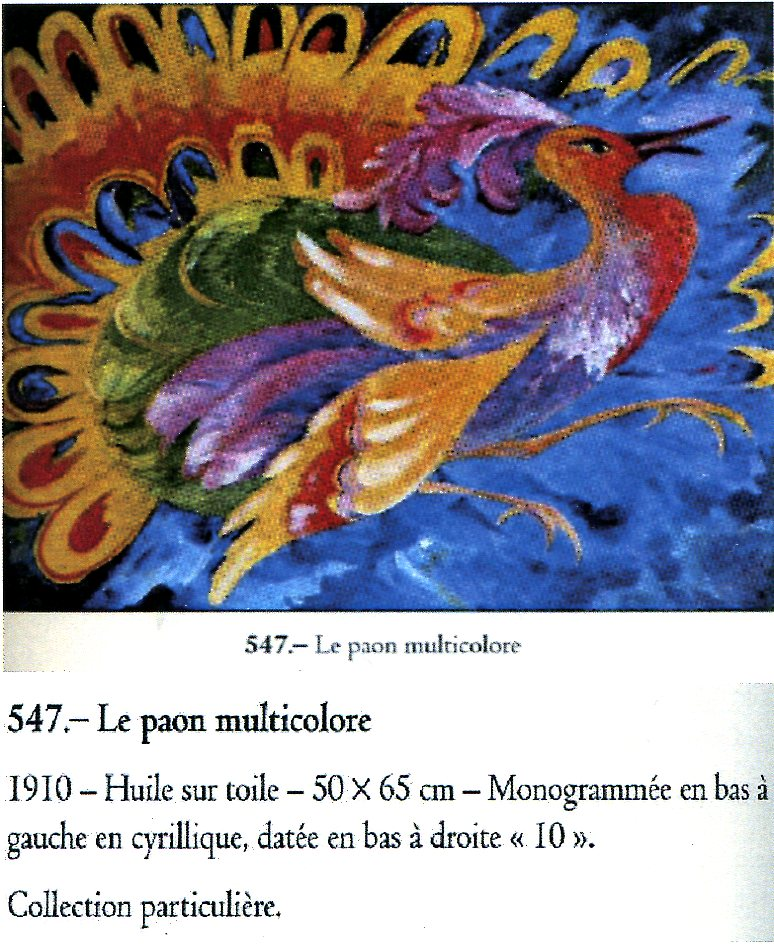 547.– Le paon multicolore
547.– Le paon multicolore
1910 – Huile sur toile – 50 × 65 cm – Monogrammée en bas à
gauche en cyrillique, datée en bas à droite « 10 ».
Collection particulière.